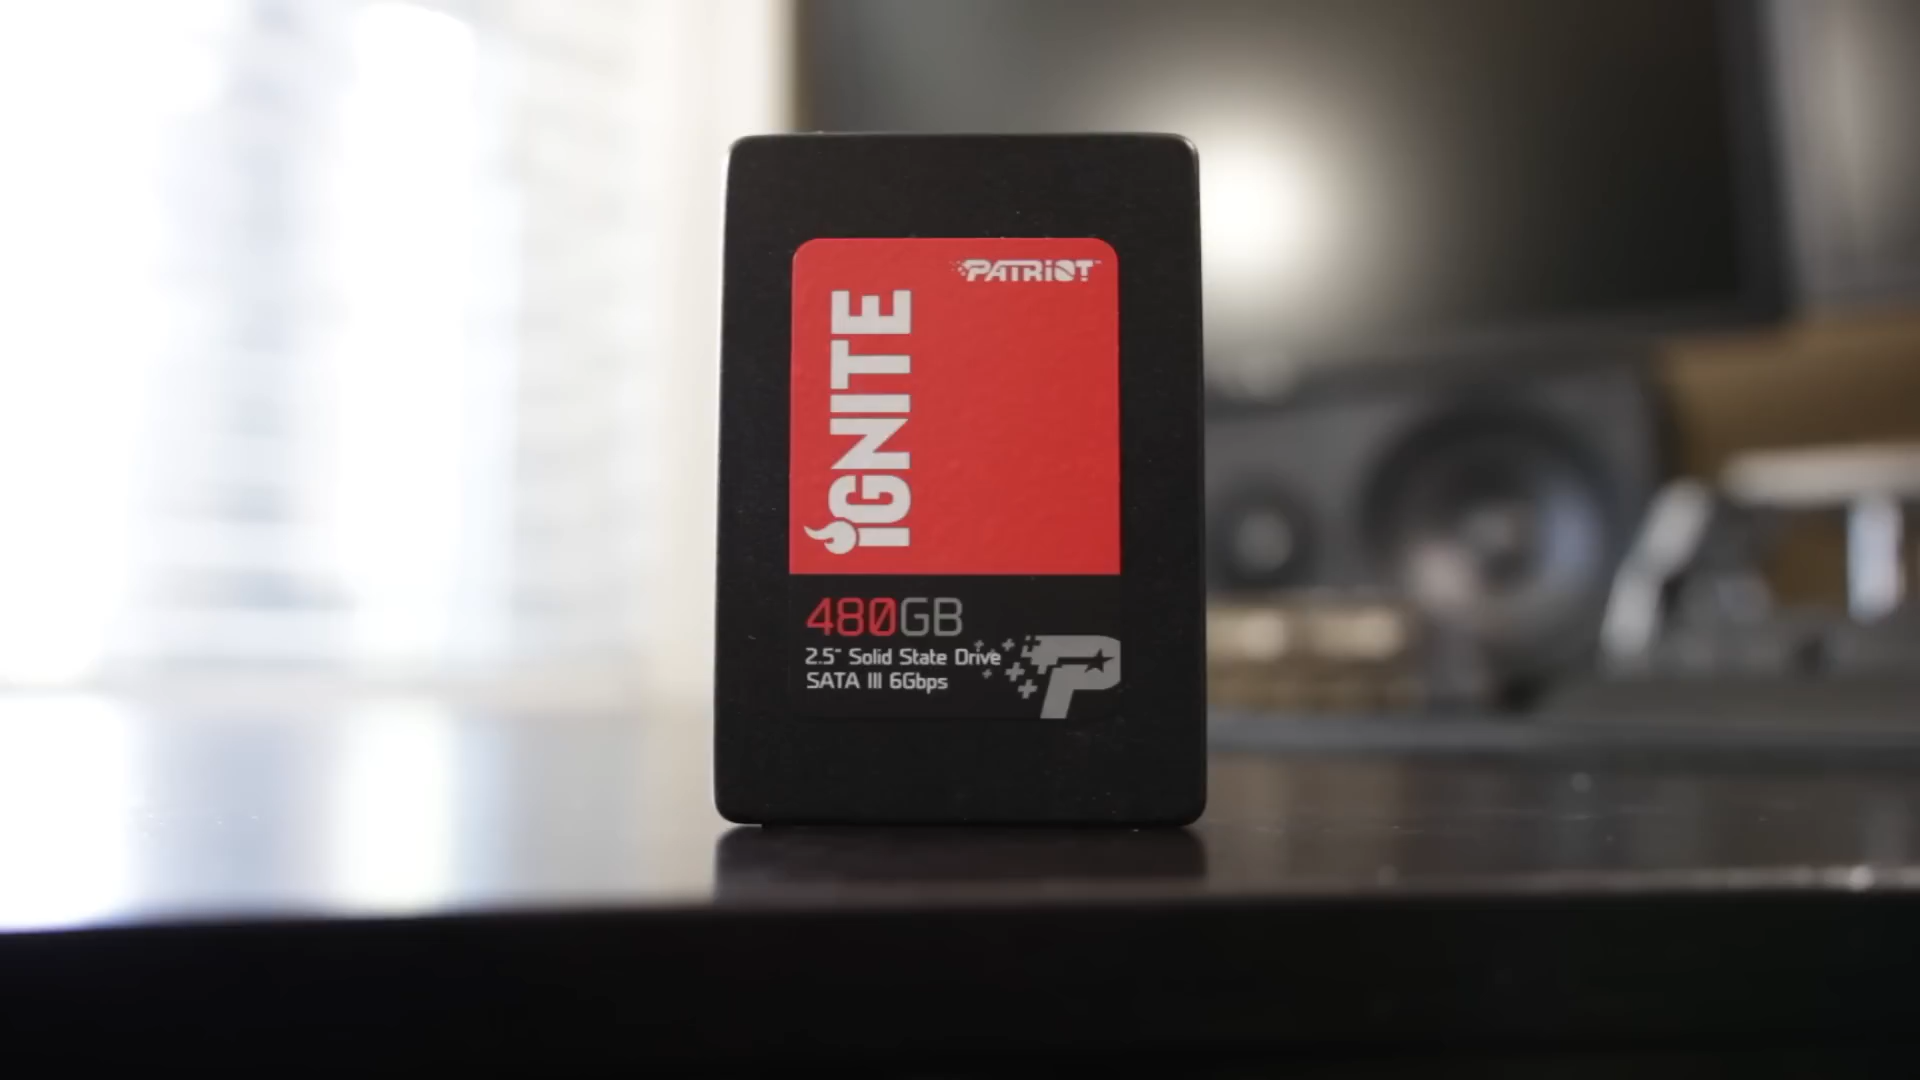 PATRIOT
IGNITE
480GB
2.5" Solid State Drive
SATA III 6Gbps